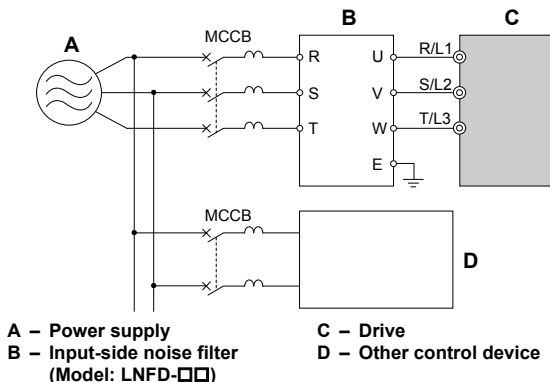 A
MCCB
B
C
R
U
R/L1
S
V
S/L2
T
W
T/L3
E
MCCB
D
A – Power supply
B – Input-side noise filter
(Model: LNFD-□□)
C – Drive
D – Other control device